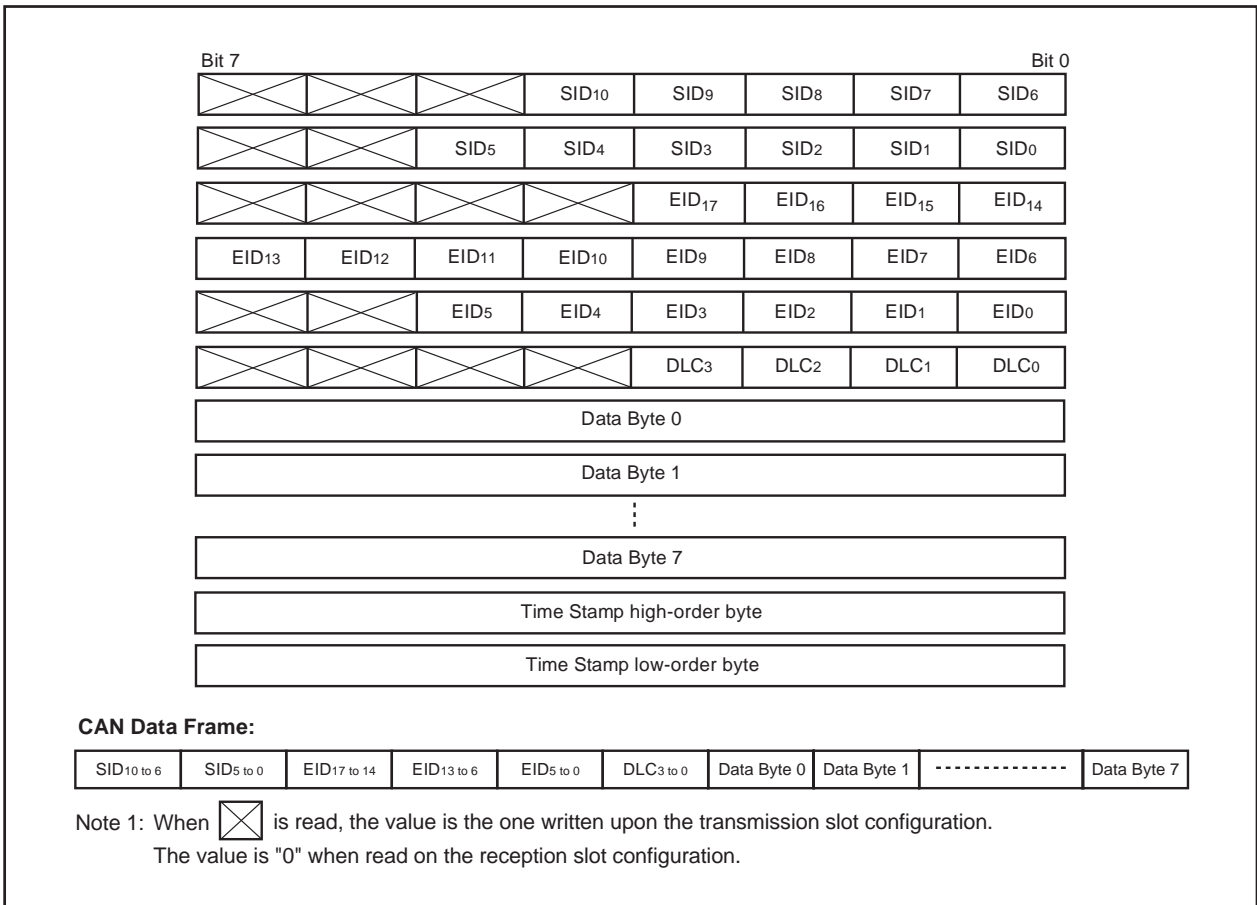 Bit 7 Bit 0
SID10 SID9 SID8 SID7 SID6
SID5 SID4 SID3 SID2 SID1 SID0
EID17 EID16 EID15 EID14
EID13 EID12 EID11 EID10 EID9 EID8 EID7 EID6
EID5 EID4 EID3 EID2 EID1 EID0
DLC3 DLC2 DLC1 DLC0
Data Byte 0
Data Byte 1
Data Byte 7
Time Stamp high-order byte
Time Stamp low-order byte
CAN Data Frame:
SID10 to 6 SID5 to 0 EID17 to 14 EID13 to 6 EID5 to 0 DLC3 to 0 Data Byte 0 Data Byte 1 Data Byte 7
Note 1: When is read, the value is the one written upon the transmission slot configuration.
The value is "0" when read on the reception slot configuration.